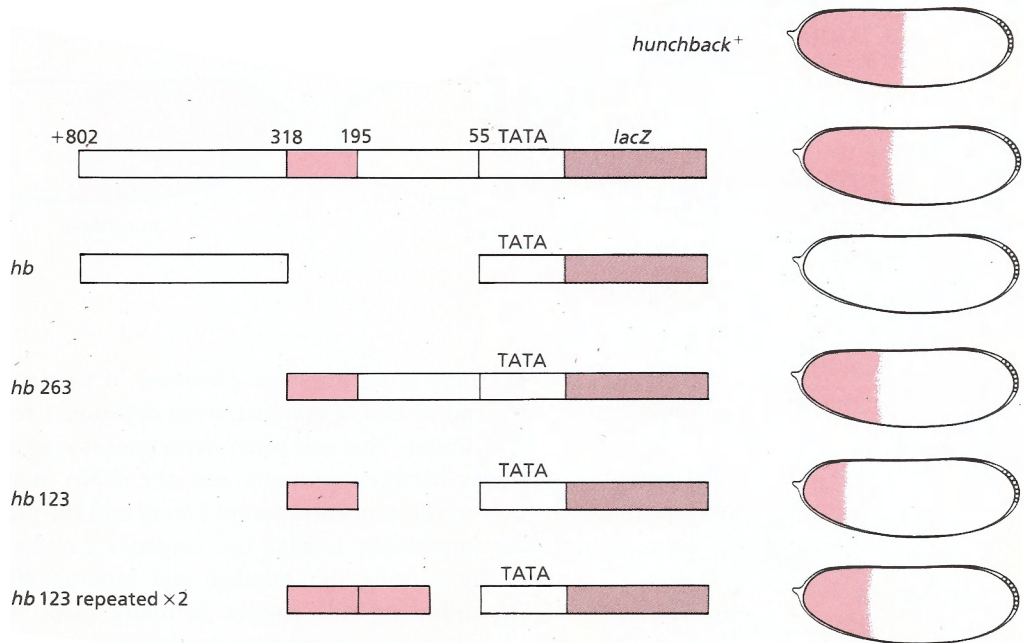 hunchback+
+802 318 195 55 TATA lacZ
TATA
hb
TATA
hb 263
TATA
hb 123
TATA
hb 123 repeated ×2